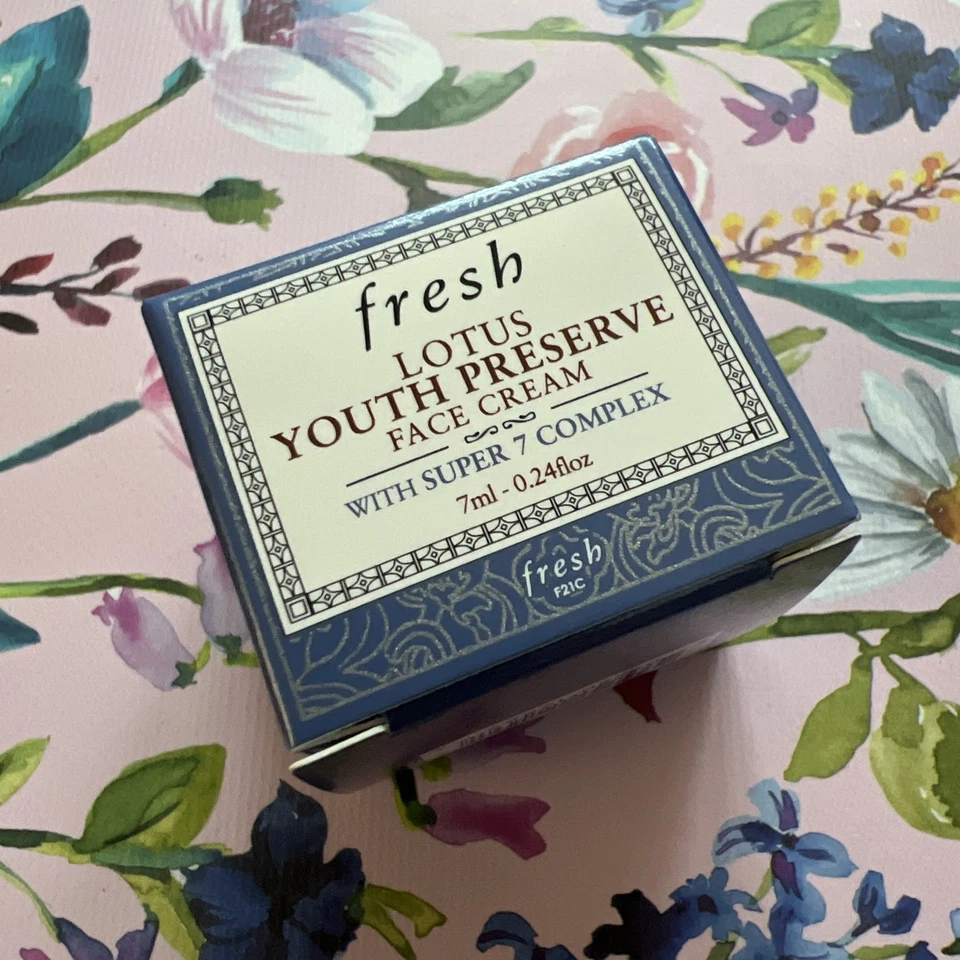 fresh
LOTUS
YOUTH PRESERVE
FACE CREAM
WITH SUPER 7 COMPLEX
7ml - 0.24floz
fresh
F21C